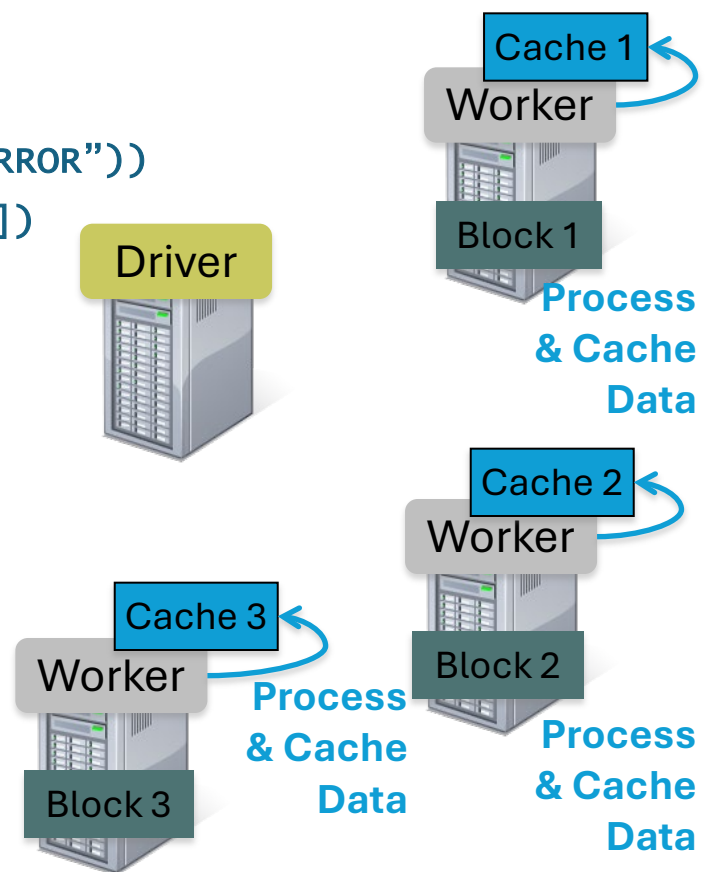 RROR”))
])
Driver
Cache 1
Worker
Block 1
Process
& Cache
Data
Cache 2
Worker
Block 2
Process
& Cache
Data
Cache 3
Worker
Block 3
Process
& Cache
Data